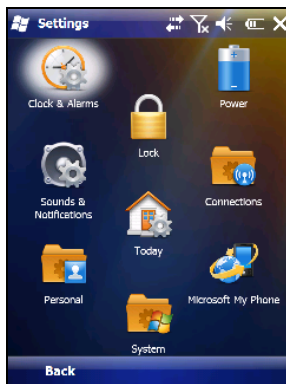 Settings
Clock & Alarms
Lock
Power
Sounds &
Notifications
Today
Connections
Personal
System
Microsoft My Phone
Back